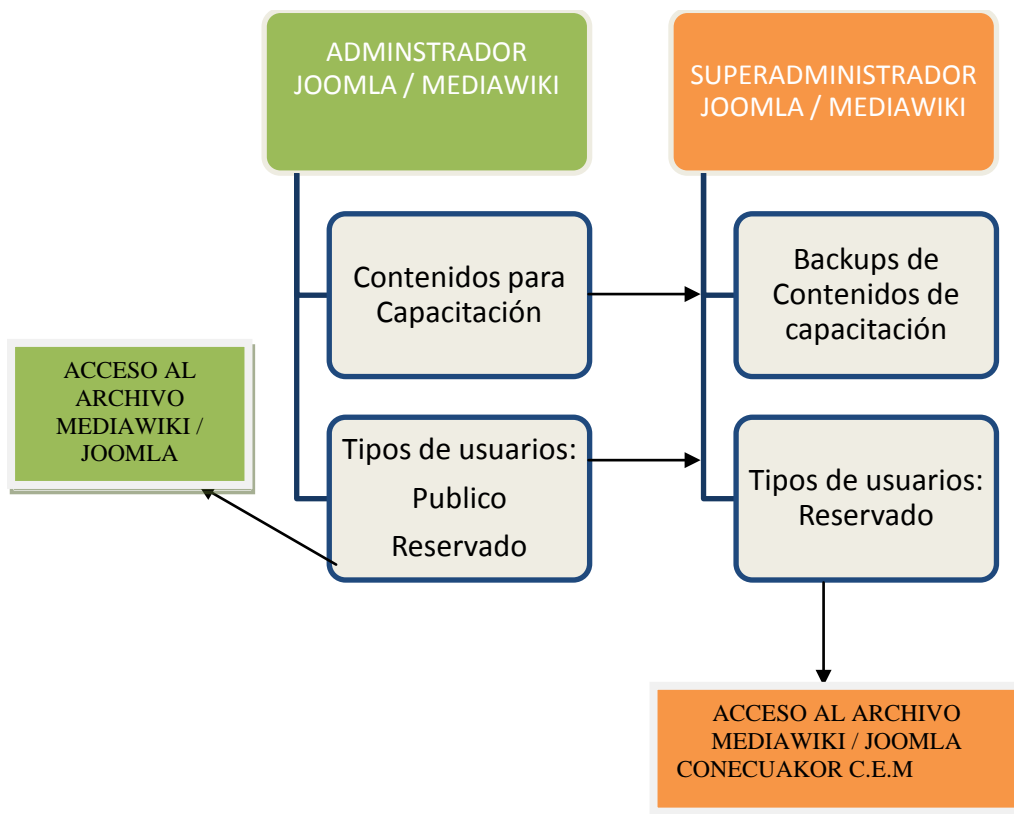 ADMINSTRADOR
JOOMLA / MEDIAWIKI
SUPERADMINISTRADOR
JOOMLA / MEDIAWIKI
Contenidos para
Capacitación
Backups de
Contenidos de
capacitación
ACCESO AL
ARCHIVO
MEDIAWIKI /
JOOMLA
Tipos de usuarios:
Publico
Reservado
Tipos de usuarios:
Reservado
ACCESO AL ARCHIVO
MEDIAWIKI / JOOMLA
CONECUAKOR C.E.M